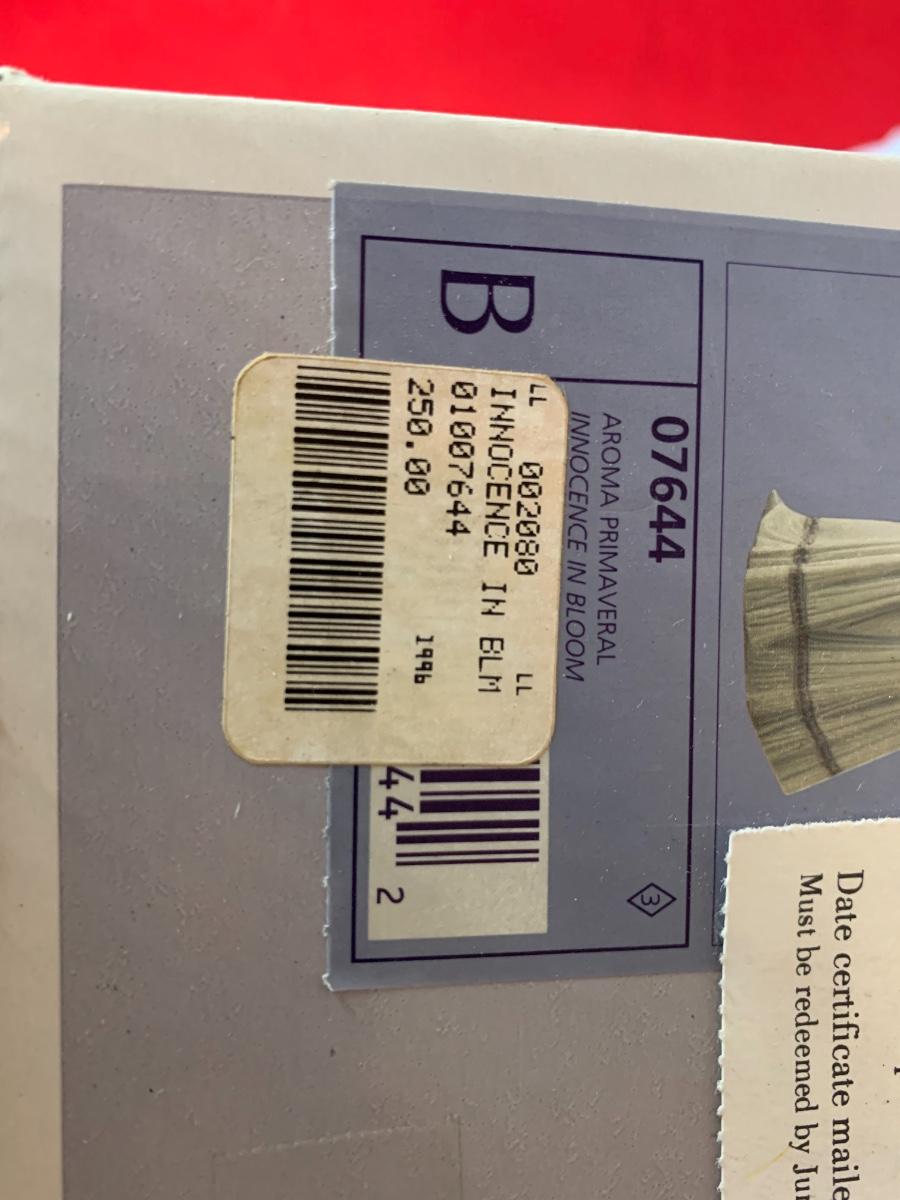 B
07644
AROMA PRIMAVERAL
INNOCENCE IN BLOOM
3
LL 002080 LL
INNOCENCE IN BLM
01007644
250.00 1996
44 2
Date certificate maile
Must be redeemed by Ju